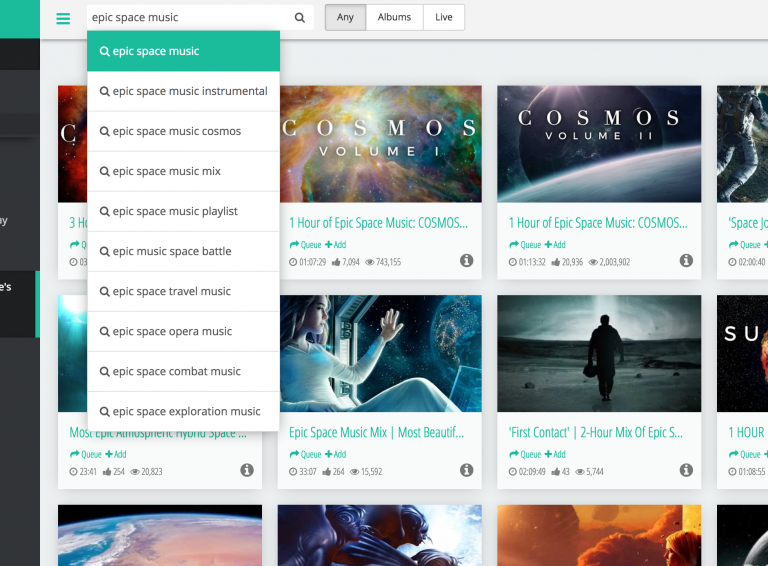 epic space music
Any
Albums
Live
epic space music
epic space music instrumental
epic space music cosmos
epic space music mix
epic space music playlist
epic music space battle
epic space travel music
epic space opera music
epic space combat music
epic space exploration music
ay
e's
C
3 H
Q
03
COSMOS
VOLUME I
1 Hour of Epic Space Music: COSMOS...
Queue Add
01:07:29 7,094 743,155
COSMOS
VOLUME II
1 Hour of Epic Space Music: COSMOS...
Queue Add
01:13:32 20,936 2,003,902
'Space Jo
Queue
02:00:40
Most Epic Atmospheric Hybrid Space ...
Queue Add
23:41 254 20,823
Epic Space Music Mix | Most Beautif...
Queue Add
33:07 264 15,592
'First Contact' | 2-Hour Mix Of Epic S...
Queue Add
02:09:49 43 5,744
SU
1 HOUR
Queue
01:08:55